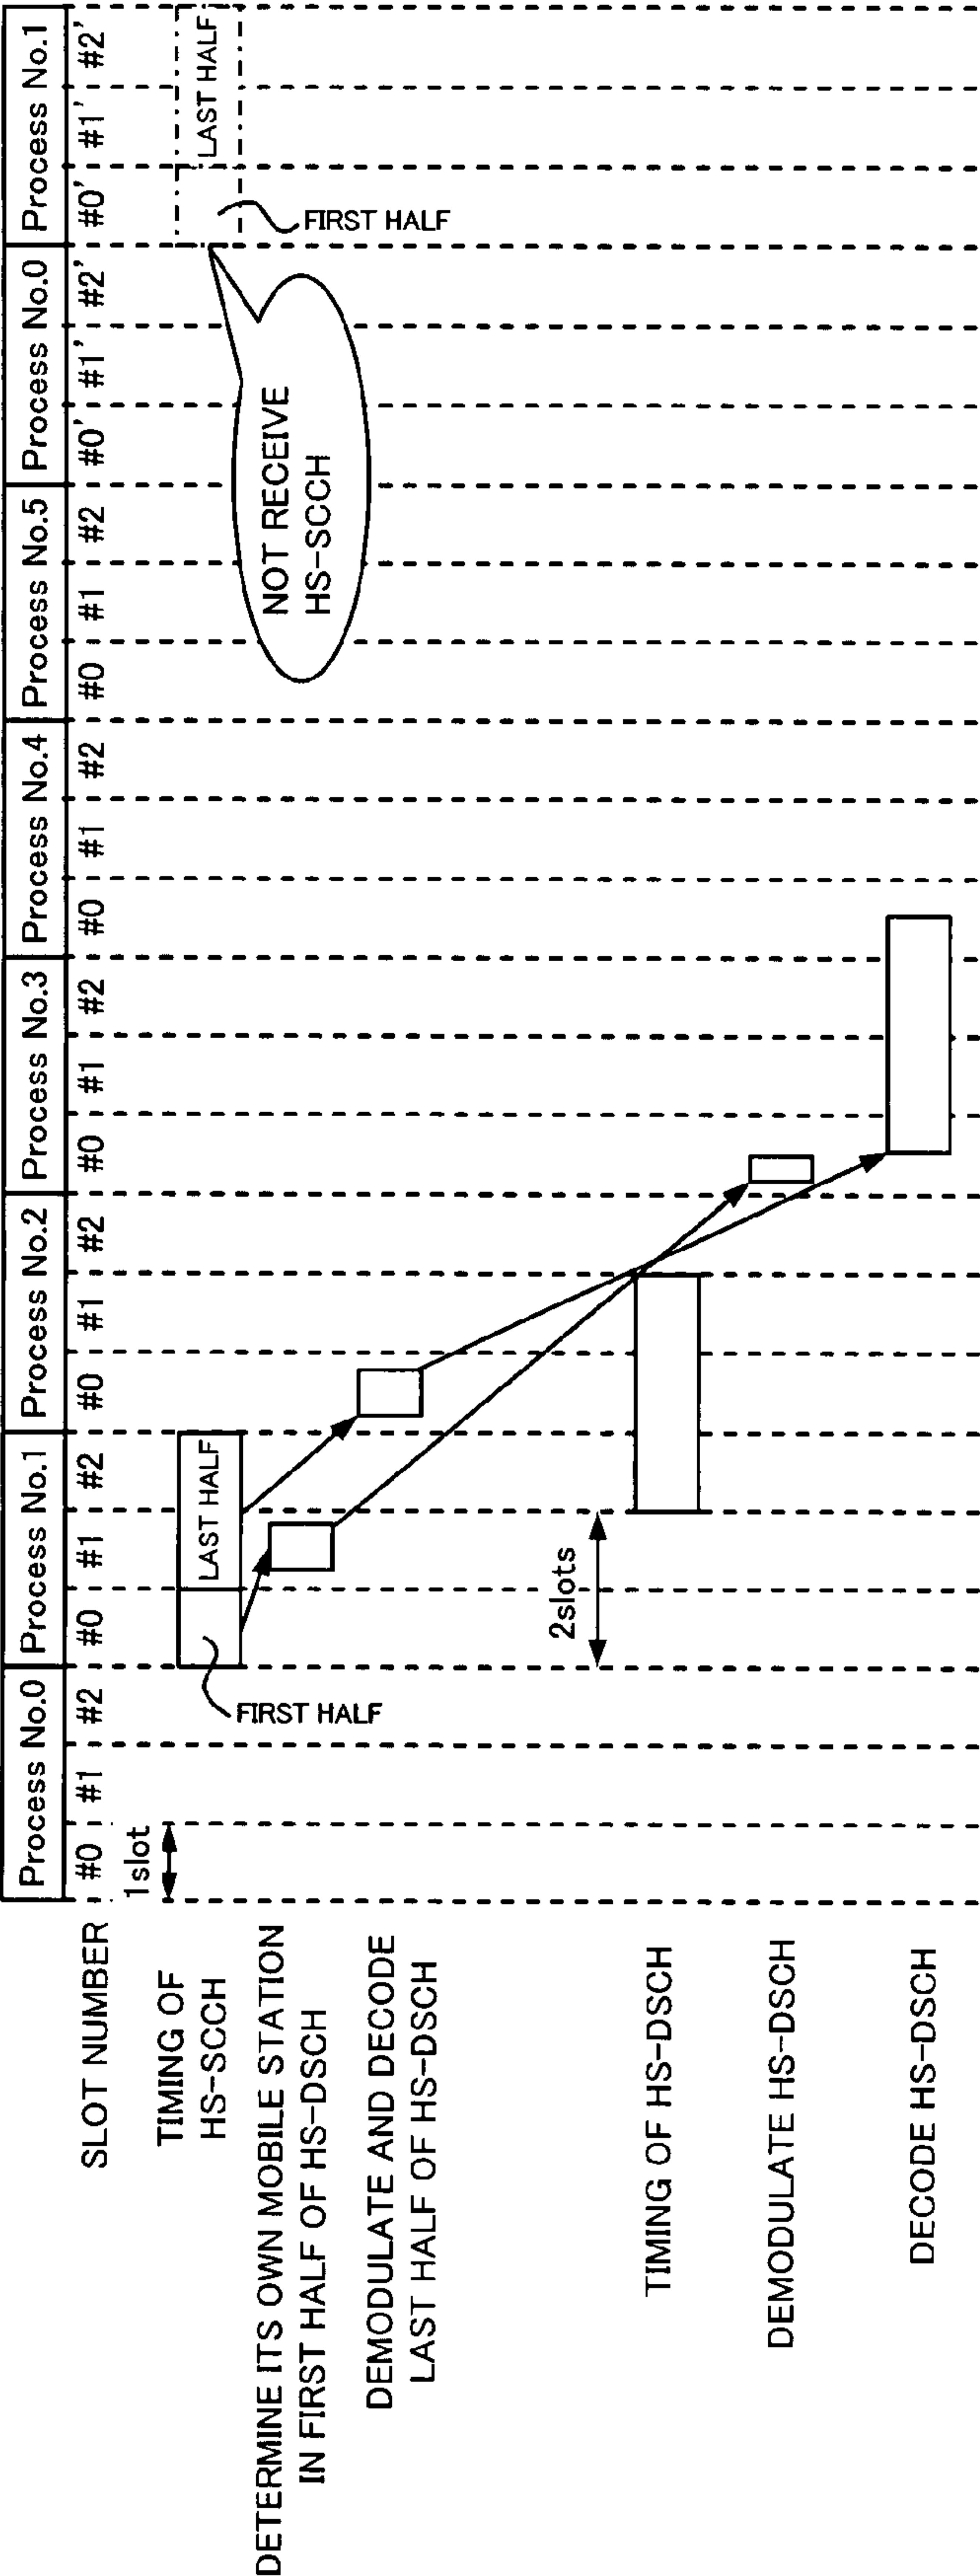 Process No.0 Process No.1 Process No.2 Process No.3 Process No.4 Process No.5 Process No.0 Process No.1
SLOT NUMBER #0 #1 #2 #0 #1 #2 #0 #1 #2 #0 #1 #2 #0 #1 #2 #0 #1 #2 #0' #1' #2' #0' #1' #2'
1slot
TIMING OF
HS-SCCH
LAST HALF
FIRST HALF
LAST HALF
FIRST HALF
NOT RECEIVE
HS-SCCH
DETERMINE ITS OWN MOBILE STATION
IN FIRST HALF OF HS-DSCH
DEMODULATE AND DECODE
LAST HALF OF HS-DSCH
2slots
TIMING OF HS-DSCH
DEMODULATE HS-DSCH
DECODE HS-DSCH